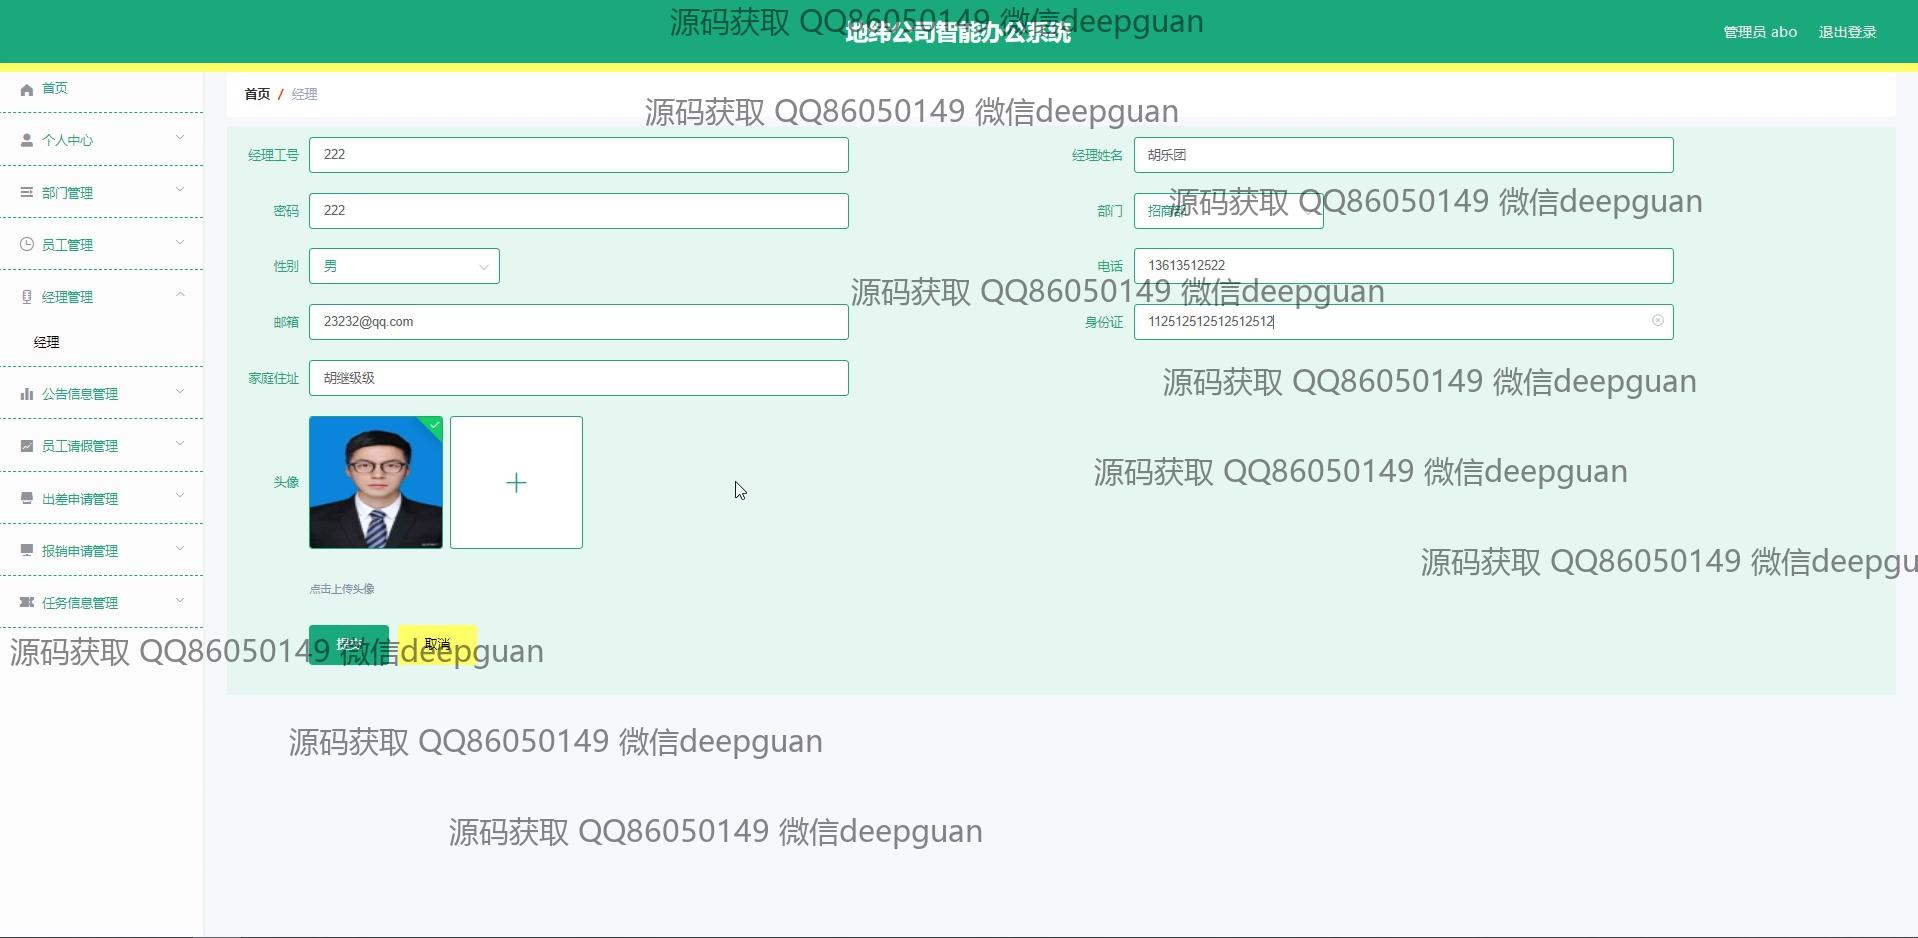 源码获取 QQ86050149 微信deepguan
地纬公司智能办公系统
管理员 abo
退出登录
首页
个人中心
部门管理
员工管理
经理管理
经理
公告信息管理
员工请假管理
出差申请管理
报销申请管理
任务信息管理
首页 / 经理
源码获取 QQ86050149 微信deepguan
经理工号 222
经理姓名 胡乐团
密码 222
部门 招商部
源码获取 QQ86050149 微信deepguan
性别 男
电话 13613512522
源码获取 QQ86050149 微信deepguan
邮箱 23232@qq.com
身份证 112512512512512512
家庭住址 胡继级级
源码获取 QQ86050149 微信deepguan
头像
源码获取 QQ86050149 微信deepguan
源码获取 QQ86050149 微信deepgu
点击上传头像
提交 取消
源码获取 QQ86050149 微信deepguan
源码获取 QQ86050149 微信deepguan
源码获取 QQ86050149 微信deepguan